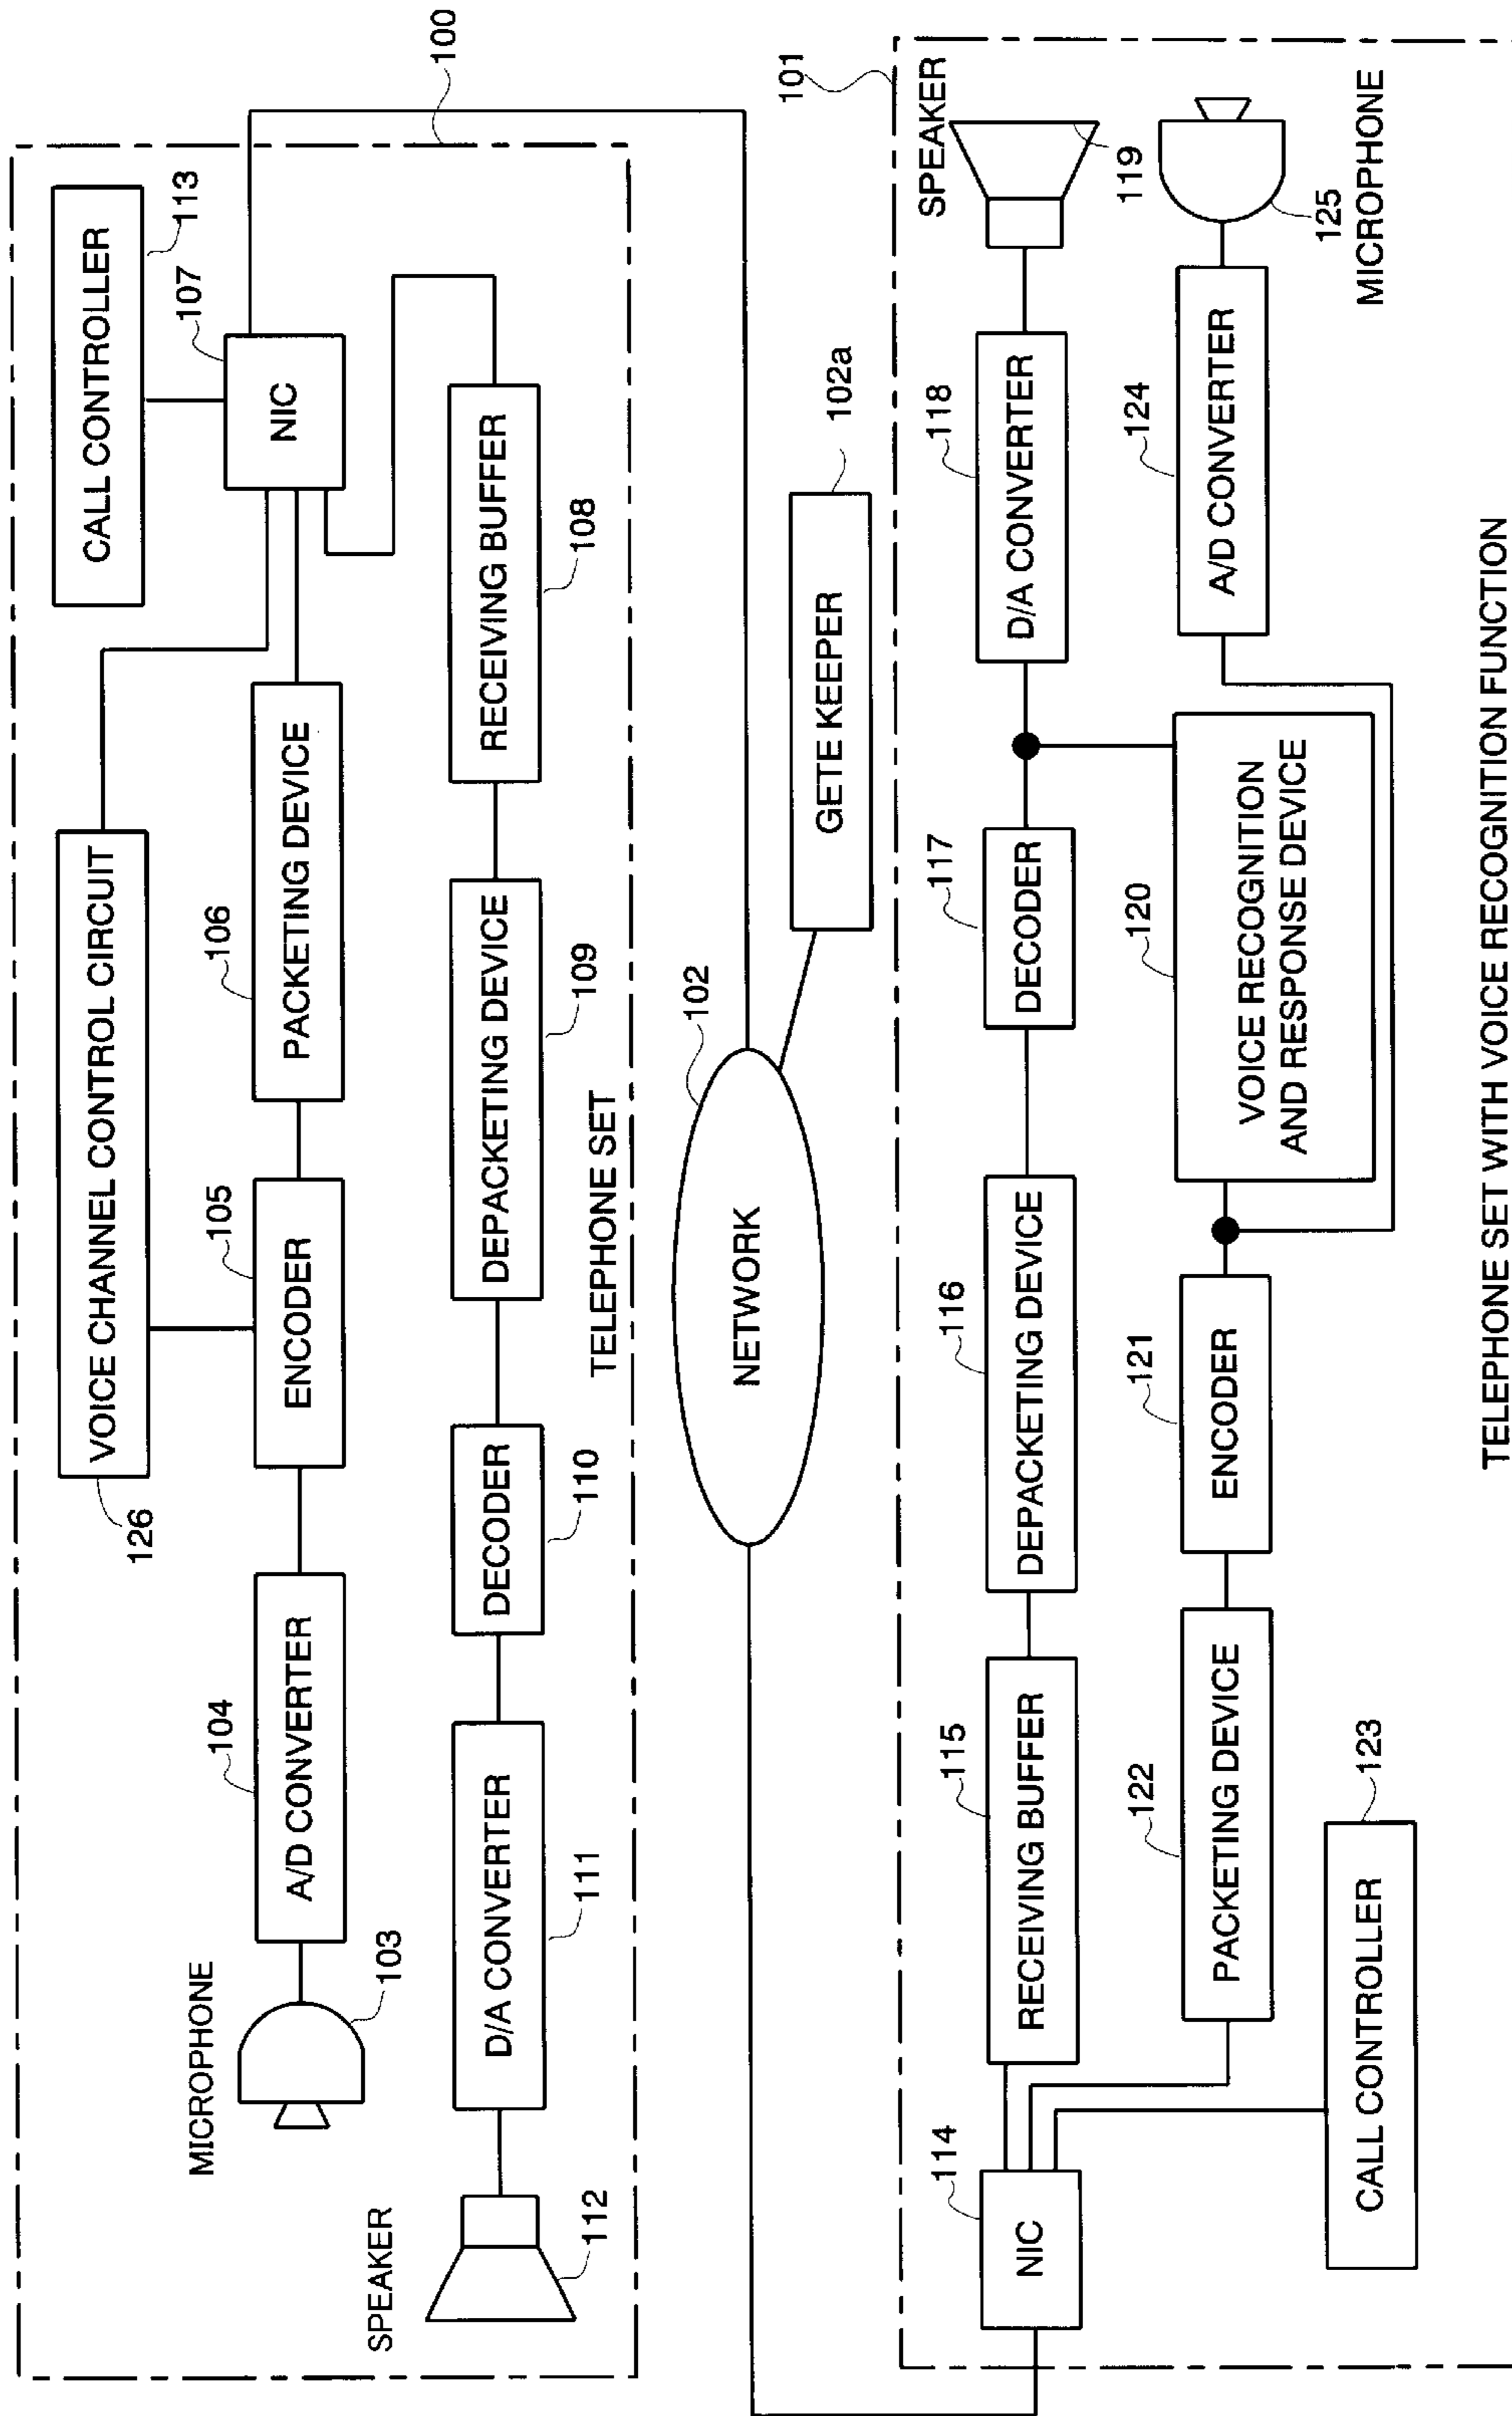 100
CALL CONTROLLER
113
VOICE CHANNEL CONTROL CIRCUIT
126
MICROPHONE
103
A/D CONVERTER
104
ENCODER
105
PACKETING DEVICE
106
NIC
107
SPEAKER
112
D/A CONVERTER
111
DECODER
110
DEPACKETING DEVICE
109
RECEIVING BUFFER
108
TELEPHONE SET
NETWORK
102
GETE KEEPER
102a
101
NIC
114
RECEIVING BUFFER
115
DEPACKETING DEVICE
116
DECODER
117
D/A CONVERTER
118
SPEAKER
119
PACKETING DEVICE
122
ENCODER
121
VOICE RECOGNITION
AND RESPONSE DEVICE
120
A/D CONVERTER
124
125
MICROPHONE
CALL CONTROLLER
123
TELEPHONE SET WITH VOICE RECOGNITION FUNCTION